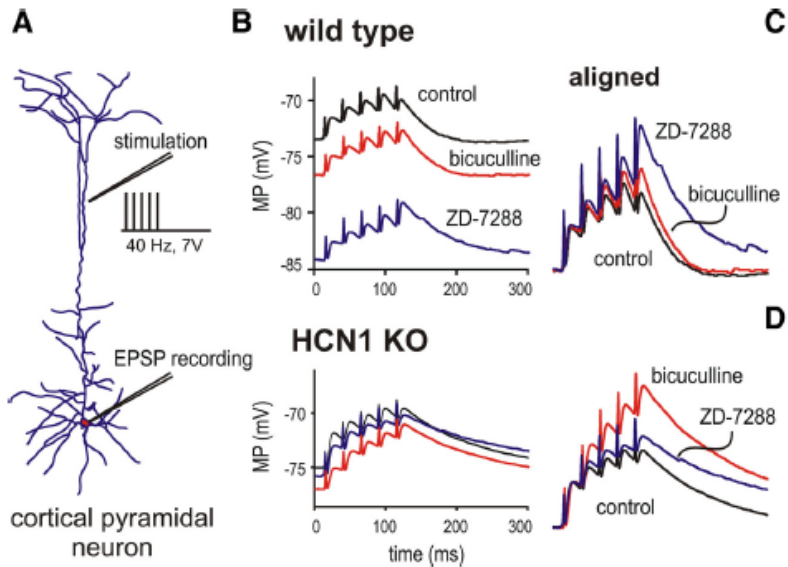 A
stimulation
40 Hz, 7V
EPSP recording
cortical pyramidal
neuron
B
wild type
MP (mV)
-70
-75
-80
-85
control
bicuculline
ZD-7288
0 100 200 300
HCN1 KO
MP (mV)
-70
-75
0 100 200 300
time (ms)
C
aligned
ZD-7288
bicuculline
control
D
bicuculline
ZD-7288
control